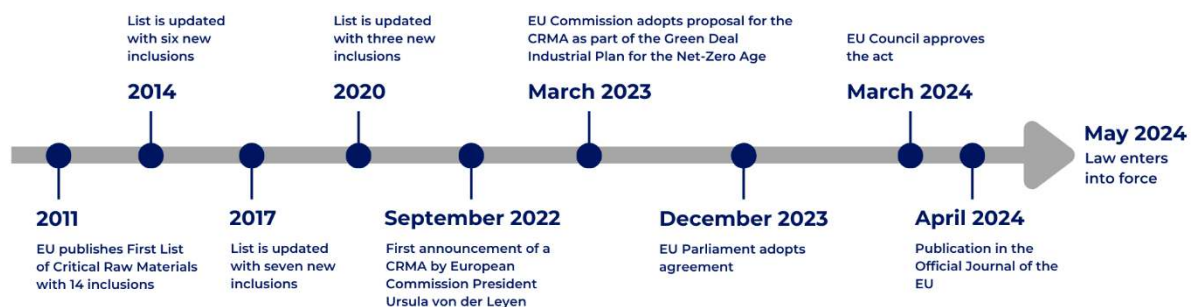 List is updated
with six new
inclusions
2014
List is updated
with three new
inclusions
2020
EU Commission adopts proposal for the
CRMA as part of the Green Deal
Industrial Plan for the Net-Zero Age
March 2023
EU Council approves
the act
March 2024
May 2024
Law enters
into force
2011
EU publishes First List
of Critical Raw Materials
with 14 inclusions
2017
List is updated
with seven new
inclusions
September 2022
First announcement of a
CRMA by European
Commission President
Ursula von der Leyen
December 2023
EU Parliament adopts
agreement
April 2024
Publication in the
Official Journal of the
EU